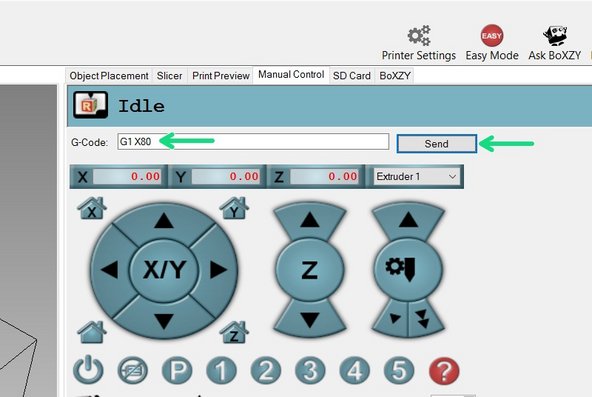 Printer Settings Easy Mode Ask BoXZY
EASY
Object Placement Slicer Print Preview Manual Control SD Card BoXZY
R Idle
G-Code: G1 X80 Send
X 0.00 Y 0.00 Z 0.00 Extruder 1
X Y
X/Y Z
Z
P 1 2 3 4 5 ?